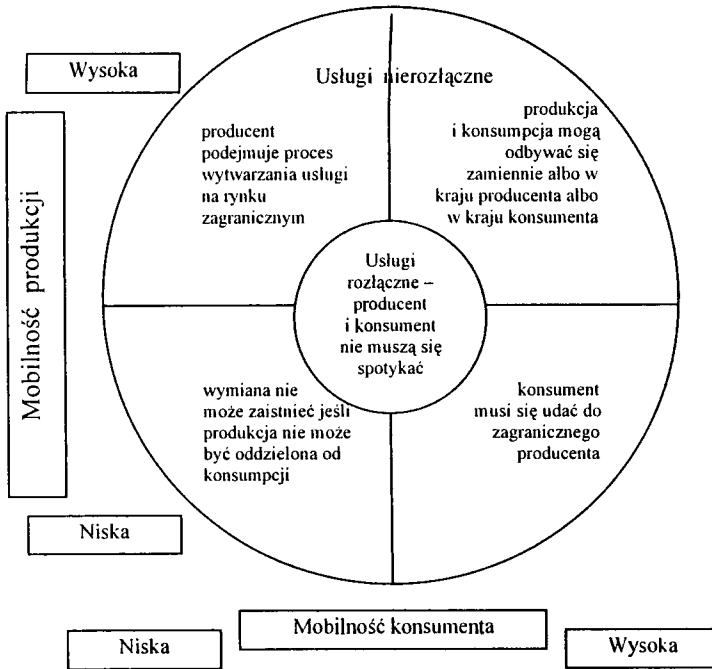 Wysoka
Usługi nierozłączne
producent
podejmuje proces
wytwarzania usługi
na rynku
zagranicznym
produkcja
i konsumpcja mogą
odbywać się
zamiennie albo w
kraju producenta albo
w kraju konsumenta
Mobilność produkcji
Usługi
rozłączne –
producent
i konsument
nie muszą się
spotykać
wymiana nie
może zaistnieć jeśli
produkcja nie może
być oddzielona od
konsumpcji
konsument
musi się udać do
zagranicznego
producenta
Niska
Niska
Mobilność konsumenta
Wysoka